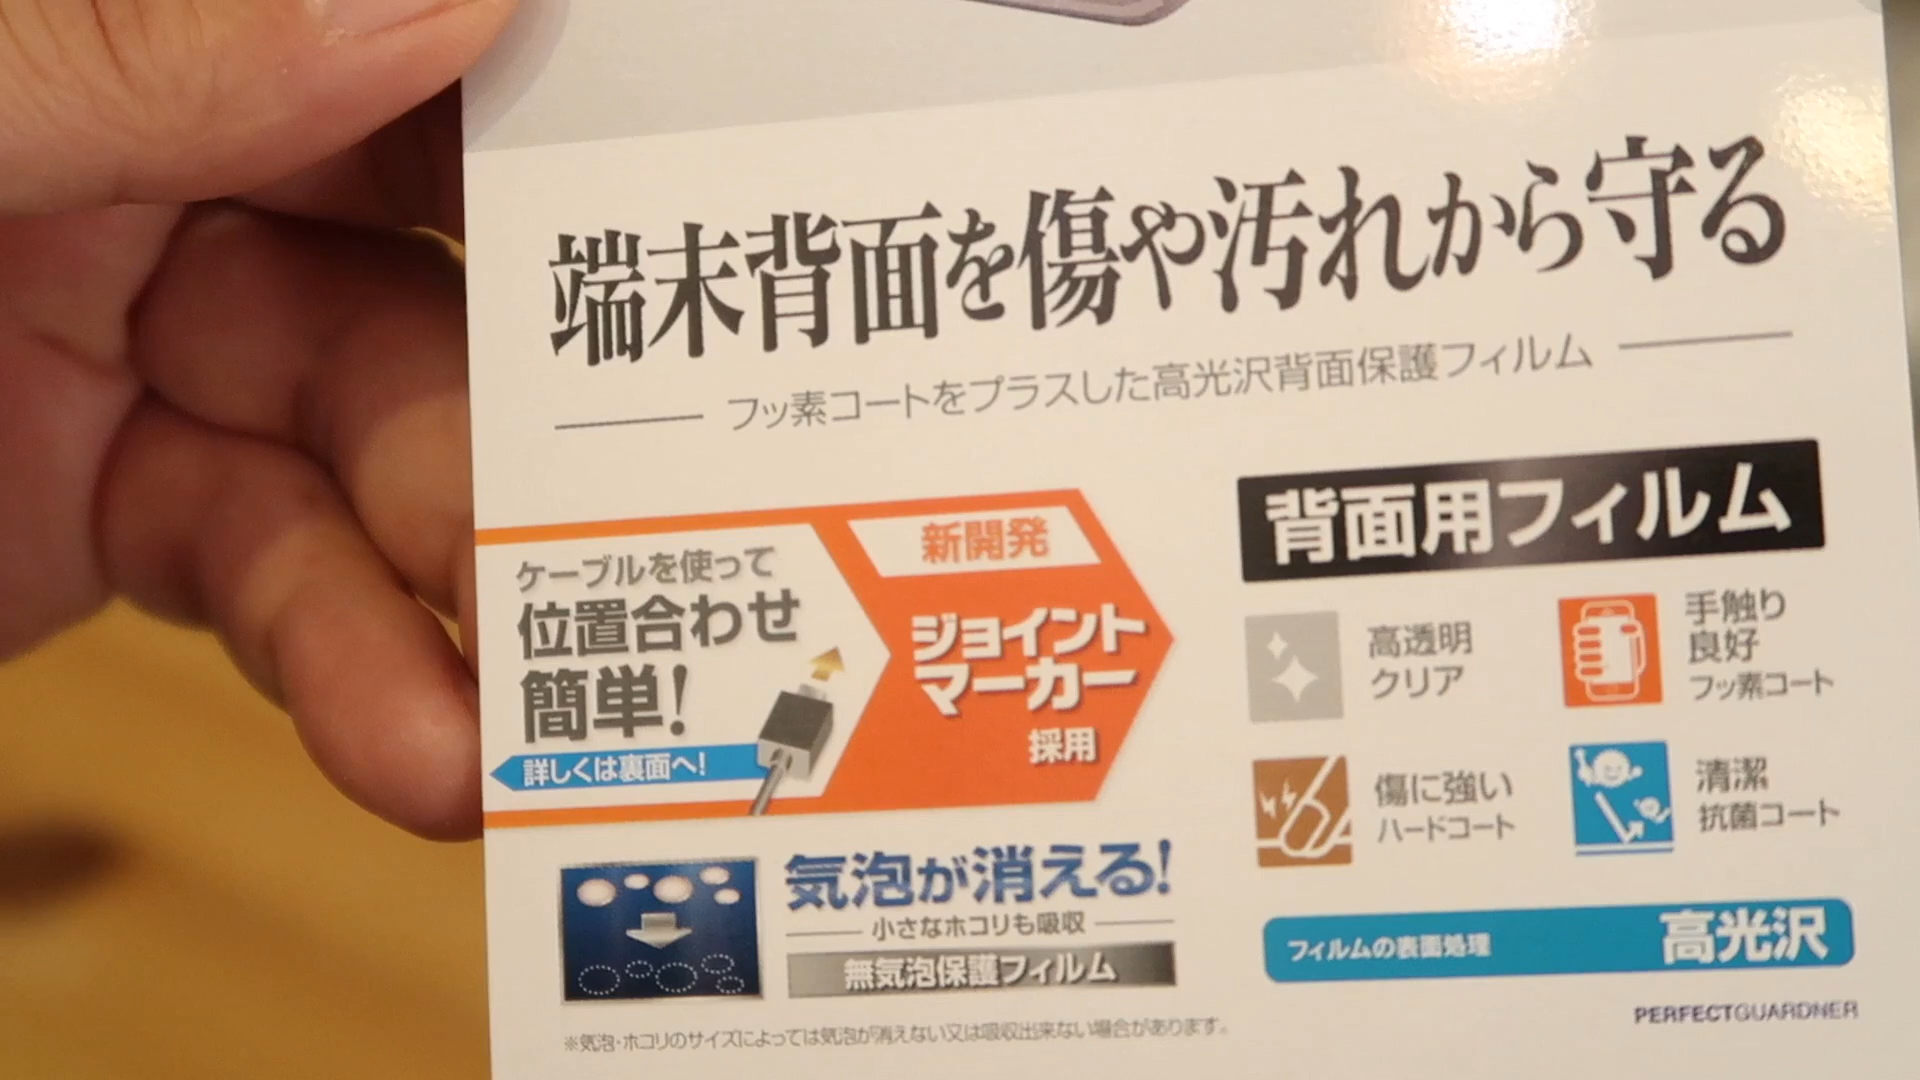 端末背面を傷や汚れから守る
フッ素コートをプラスした高光沢背面保護フィルム
ケーブルを使って
位置合わせ
簡単!
詳しくは裏面へ!
新開発
ジョイント
マーカー
採用
気泡が消える!
小さなホコリも吸収
無気泡保護フィルム
※気泡・ホコリのサイズによっては気泡が消えない又は吸収出来ない場合があります。
背面用フィルム
高透明
クリア
手触り
良好
フッ素コート
傷に強い
ハードコート
清潔
抗菌コート
フィルムの表面処理
高光沢
PERFECTGUARDNER